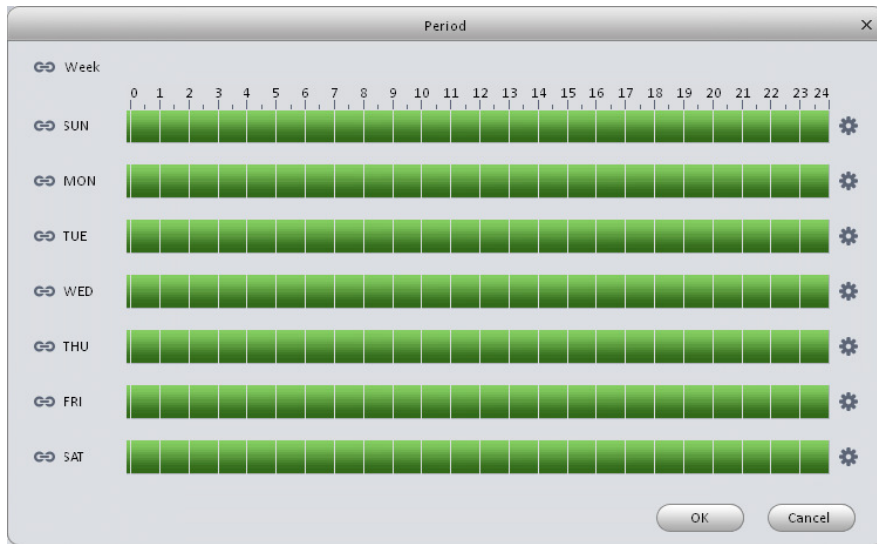 Period
Week
0 1 2 3 4 5 6 7 8 9 10 11 12 13 14 15 16 17 18 19 20 21 22 23 24
SUN
MON
TUE
WED
THU
FRI
SAT
OK Cancel